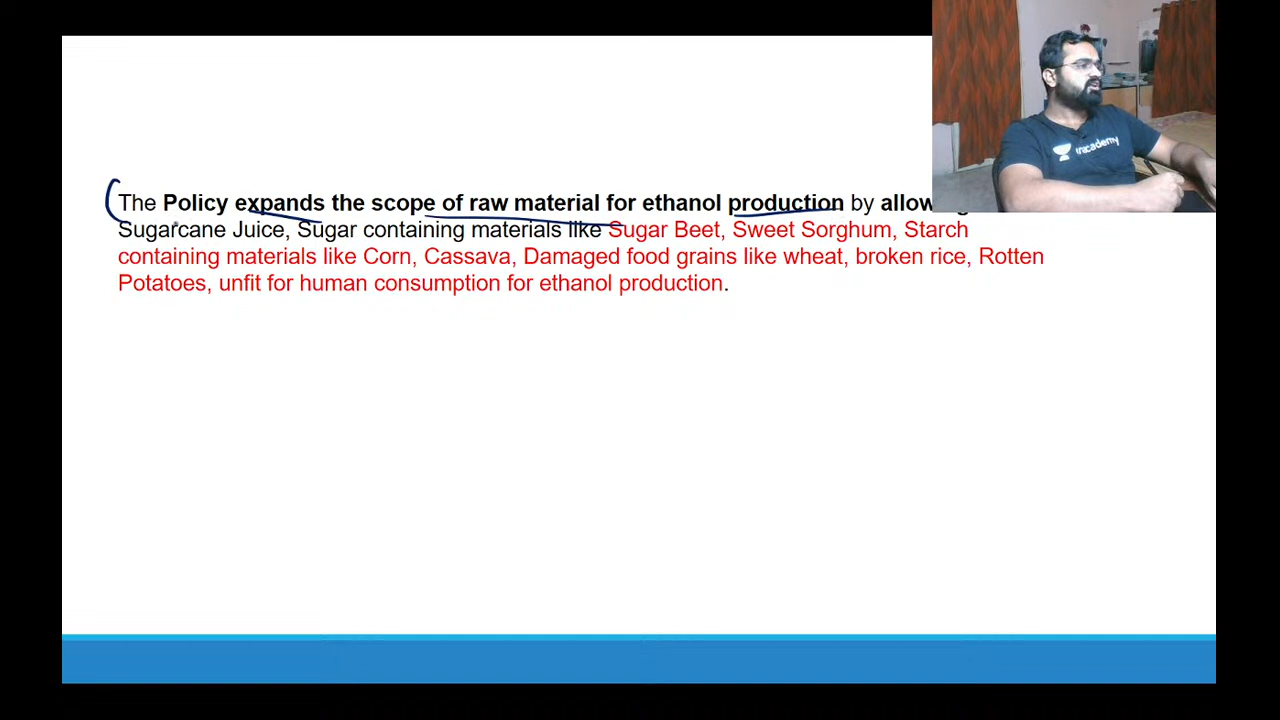 The Policy expands the scope of raw material for ethanol production by
Sugarcane Juice, Sugar containing materials like Sugar Beet, Sweet Sorghum, Starch
containing materials like Corn, Cassava, Damaged food grains like wheat, broken rice, Rotten
Potatoes, unfit for human consumption for ethanol production.